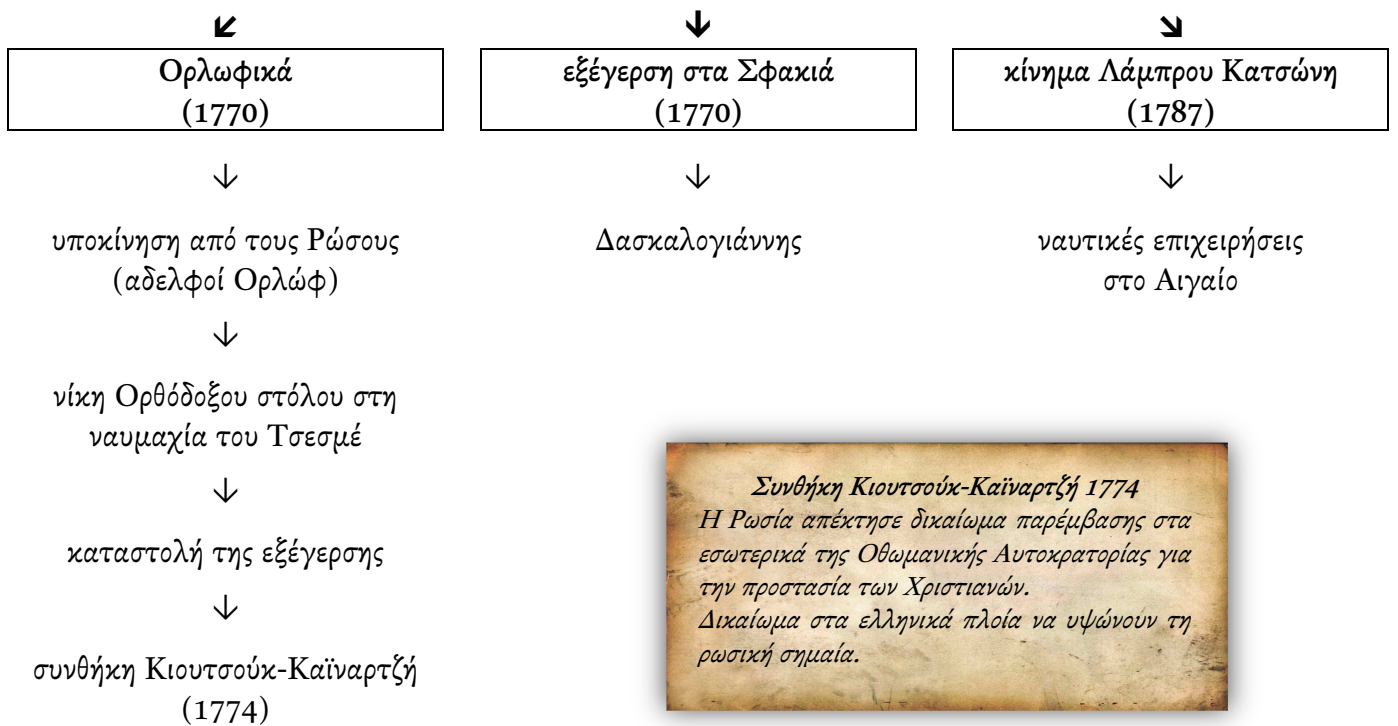 Ορλωφικά
(1770)
εξέγερση στα Σφακιά
(1770)
κίνημα Λάμπρου Κατσώνη
(1787)
υποκίνηση από τους Ρώσους
(αδελφοί Ορλώφ)
νίκη Ορθόδοξου στόλου στη
ναυμαχία του Τσεσμέ
καταστολή της εξέγερσης
συνθήκη Κιουτσούκ-Καϊναρτζή
(1774)
Δασκαλογιάννης
ναυτικές επιχειρήσεις
στο Αιγαίο
Συνθήκη Κιουτσούκ-Καϊναρτζή 1774
Η Ρωσία απέκτησε δικαίωμα παρέμβασης στα
εσωτερικά της Οθωμανικής Αυτοκρατορίας για
την προστασία των Χριστιανών.
Δικαίωμα στα ελληνικά πλοία να υψώνουν τη
ρωσική σημαία.